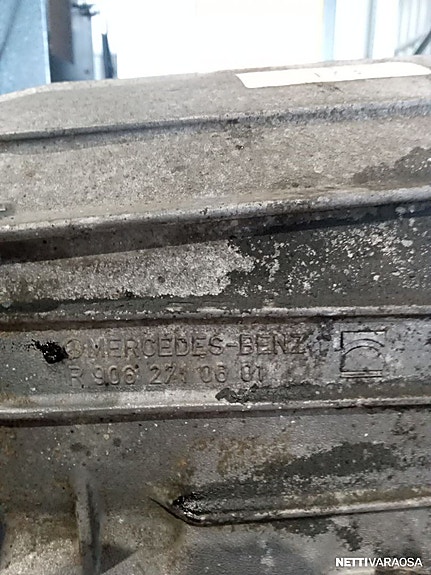 MERCEDES-BENZ
R 906 271 06 01
NETTIVARAOSA